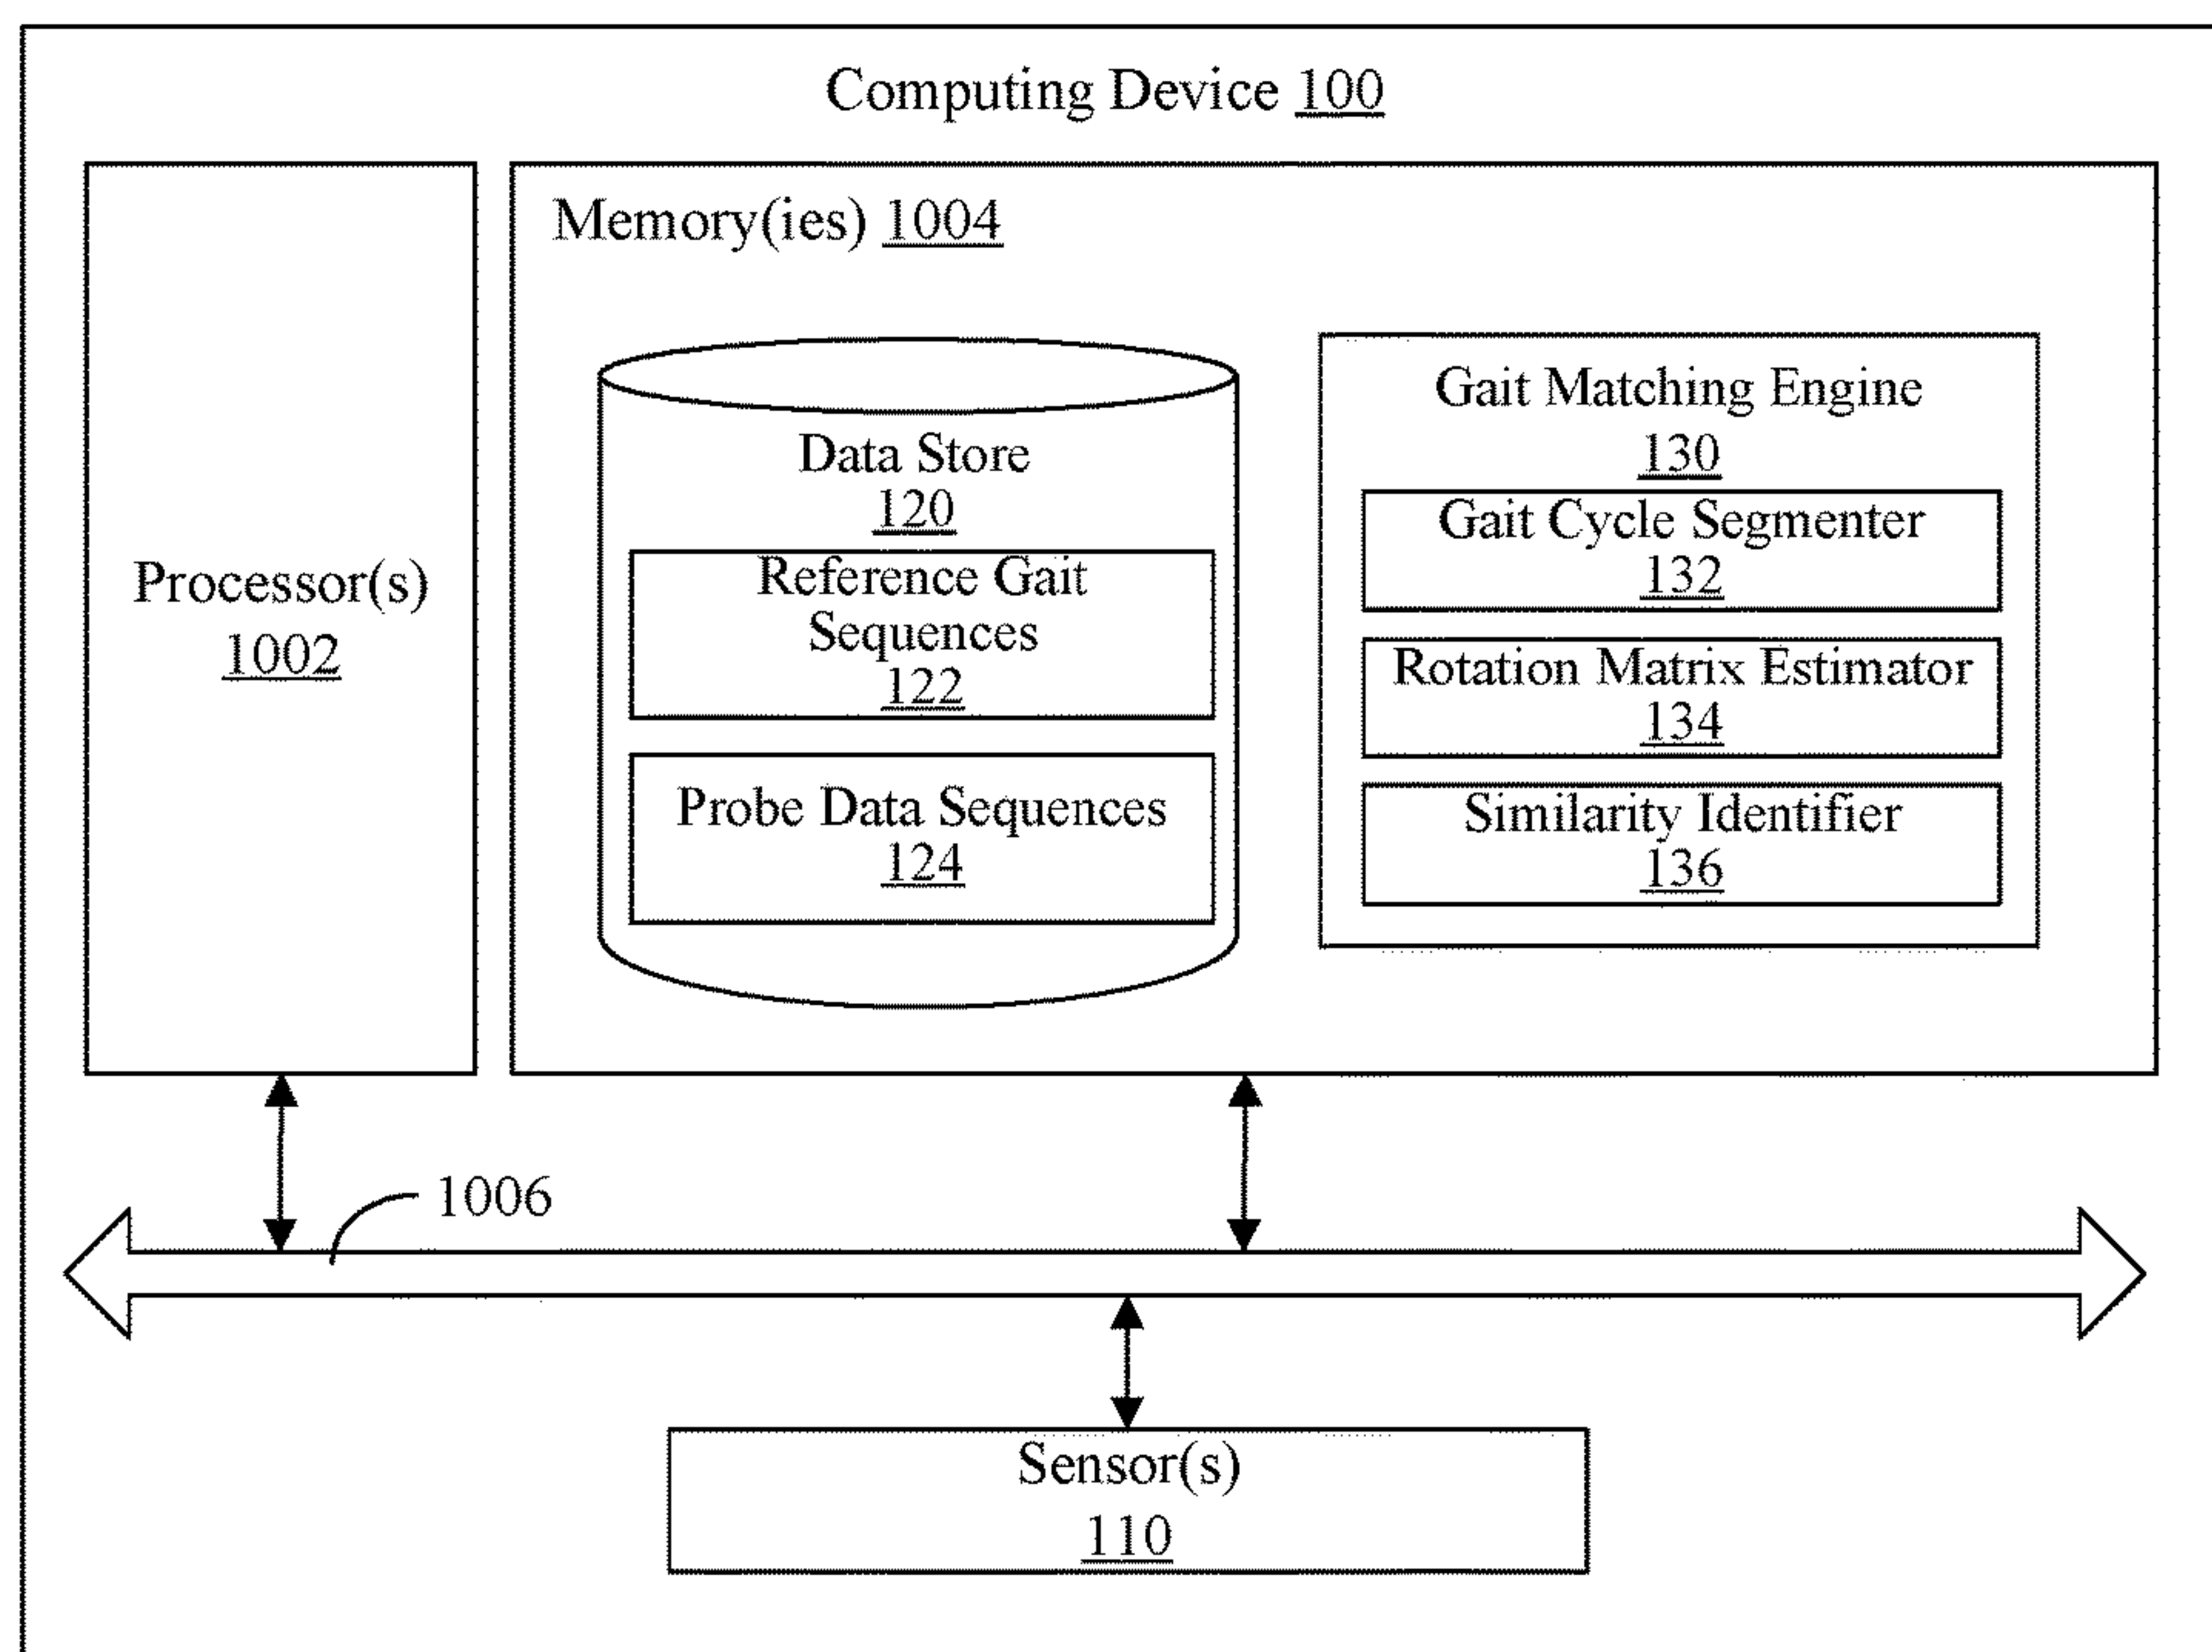 Computing Device 100
Memory(ies) 1004
Processor(s)
1002
Data Store
120
Reference Gait
Sequences
122
Probe Data Sequences
124
Gait Matching Engine
130
Gait Cycle Segmenter
132
Rotation Matrix Estimator
134
Similarity Identifier
136
1006
Sensor(s)
110